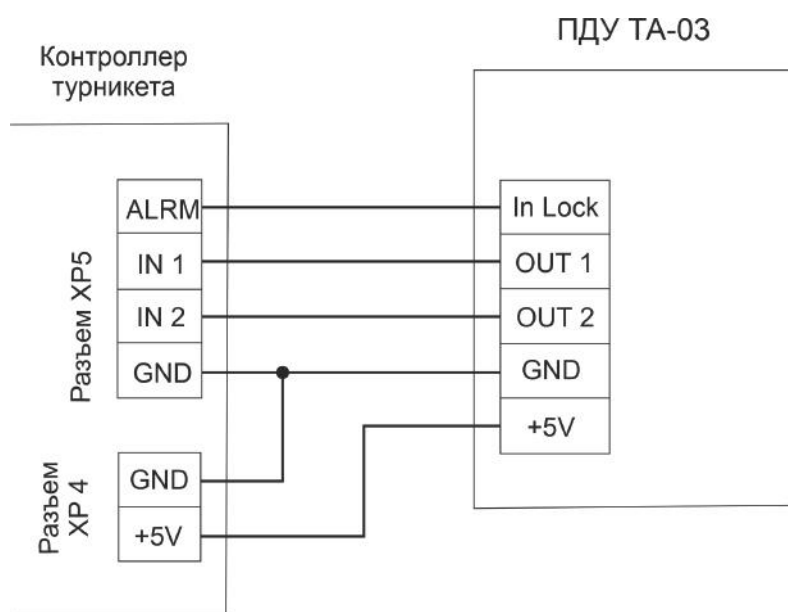 ПДУ ТА-03
Контроллер
турникета
ALRM
In Lock
IN 1
OUT 1
IN 2
OUT 2
GND
GND
+5V
Разъем XP5
GND
+5V
Разъем
XP 4